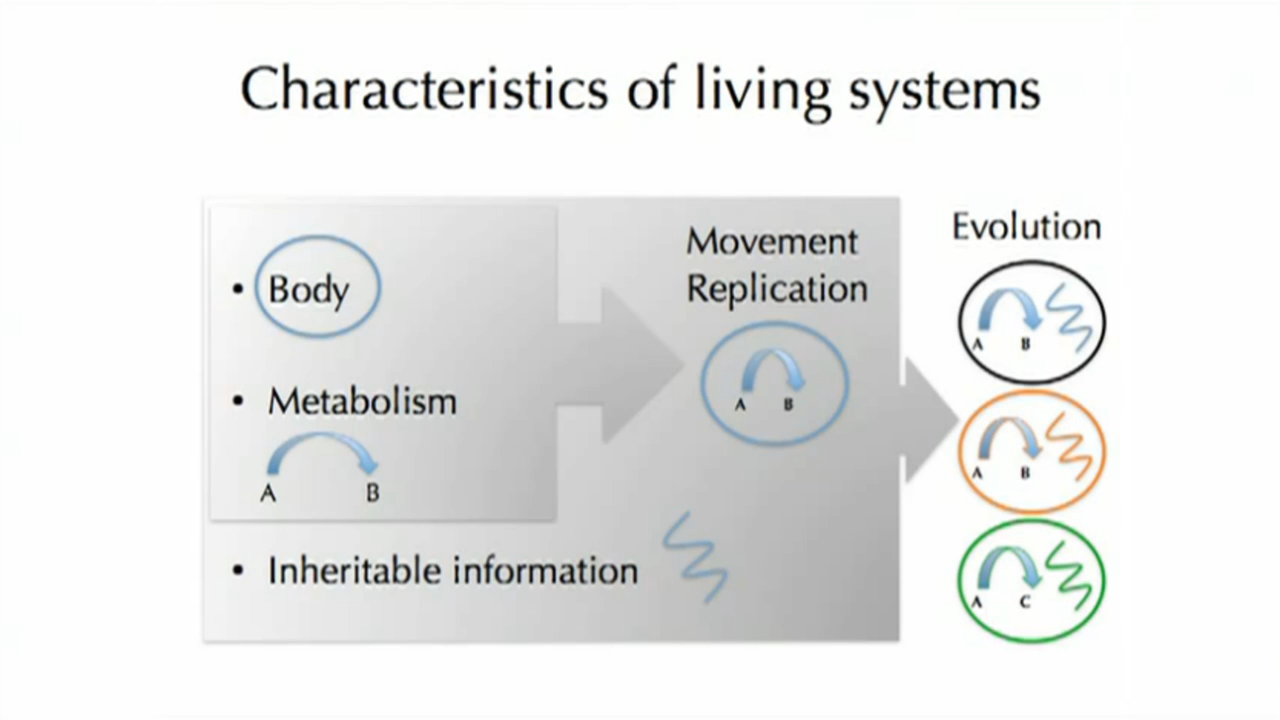 Characteristics of living systems
• Body
• Metabolism
A B
• Inheritable information
Movement
Replication
A B
Evolution
A B
A B
A C